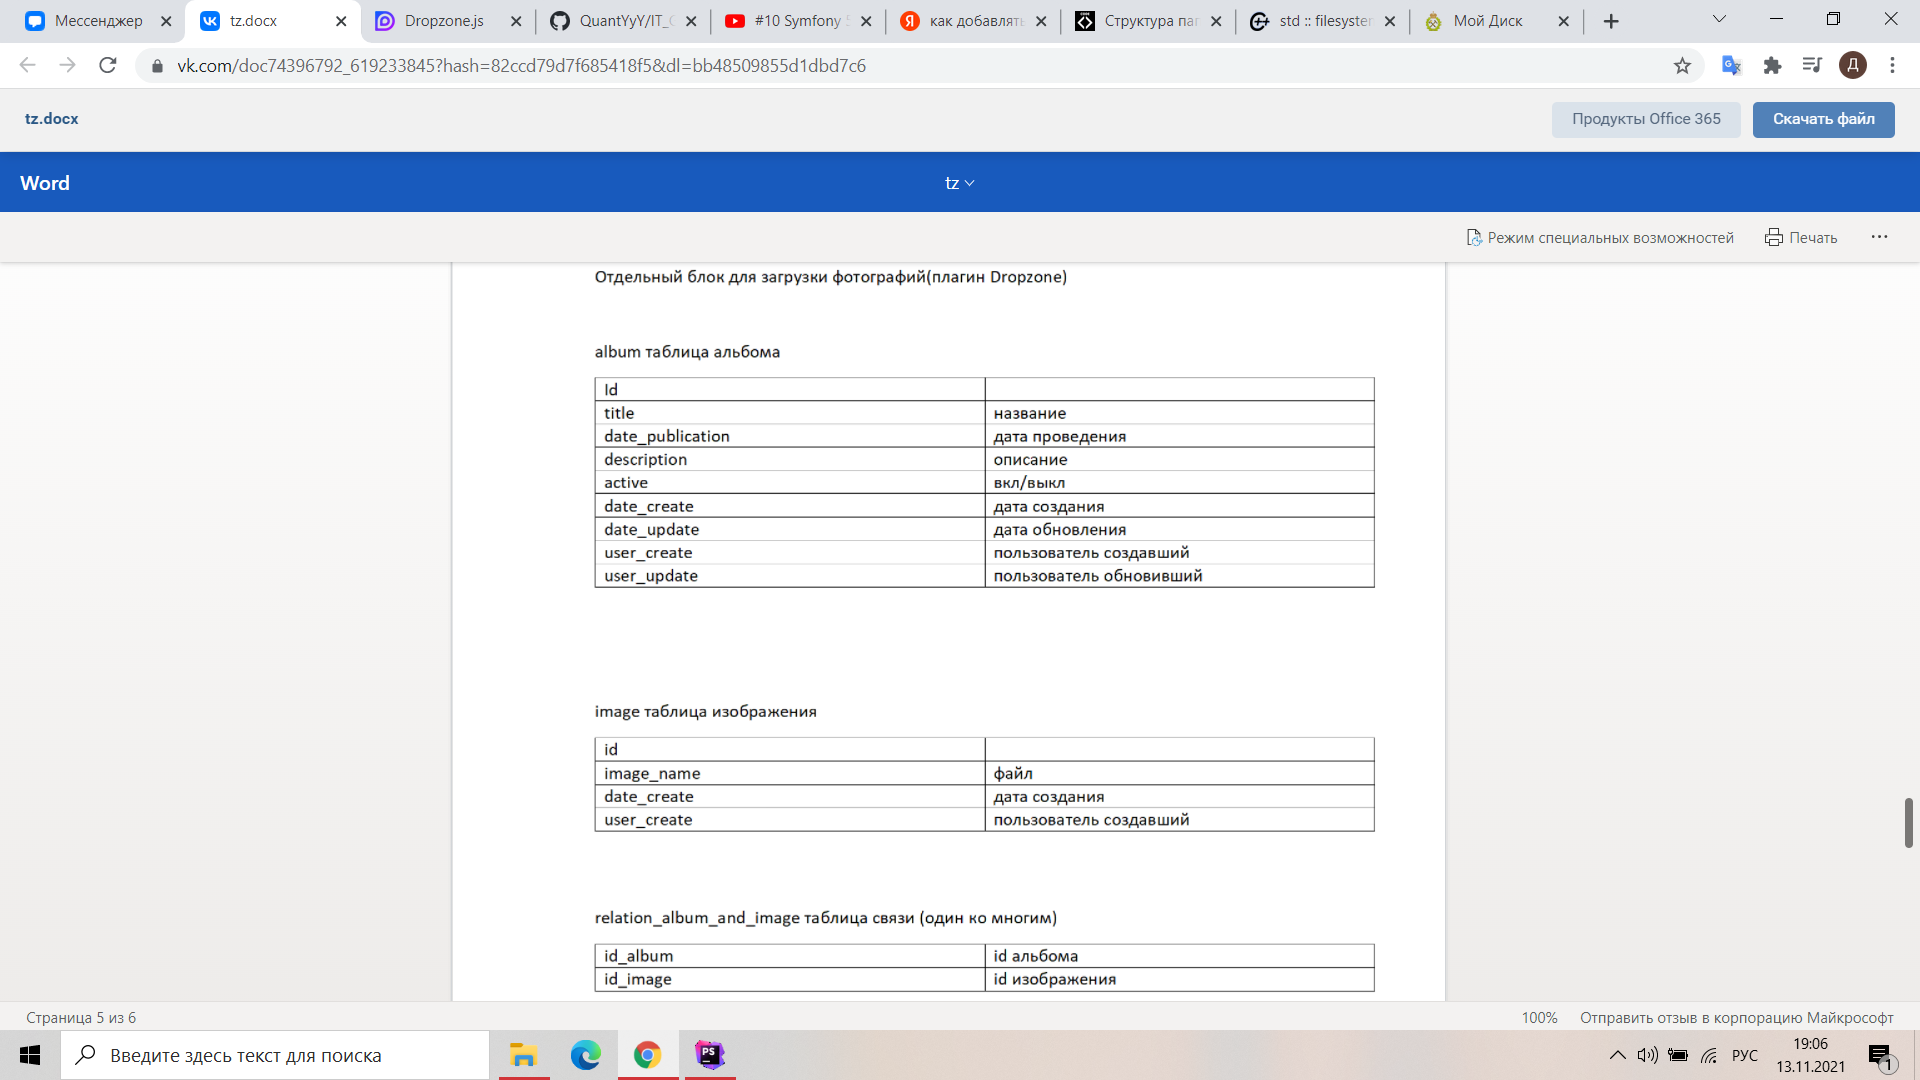 Мессенджер
tz.docx
Dropzone.js
QuantYyY/IT_
#10 Symfony
как добавлять
Структура пап
std :: filesystem
Мой Диск
vk.com/doc74396792_619233845?hash=82ccd79d7f685418f5&dl=bb48509855d1dbd7c6
Д
tz.docx
Продукты Office 365
Скачать файл
Word
tz
Режим специальных возможностей
Печать
Отдельный блок для загрузки фотографий(плагин Dropzone)
album таблица альбома
Id
title название
date_publication дата проведения
description описание
active вкл/выкл
date_create дата создания
date_update дата обновления
user_create пользователь создавший
user_update пользователь обновивший
image таблица изображения
id
image_name файл
date_create дата создания
user_create пользователь создавший
relation_album_and_image таблица связи (один ко многим)
id_album id альбома
id_image id изображения
Страница 5 из 6
100%
Отправить отзыв в корпорацию Майкрософт
Введите здесь текст для поиска
PS
РУС
19:06
13.11.2021
1